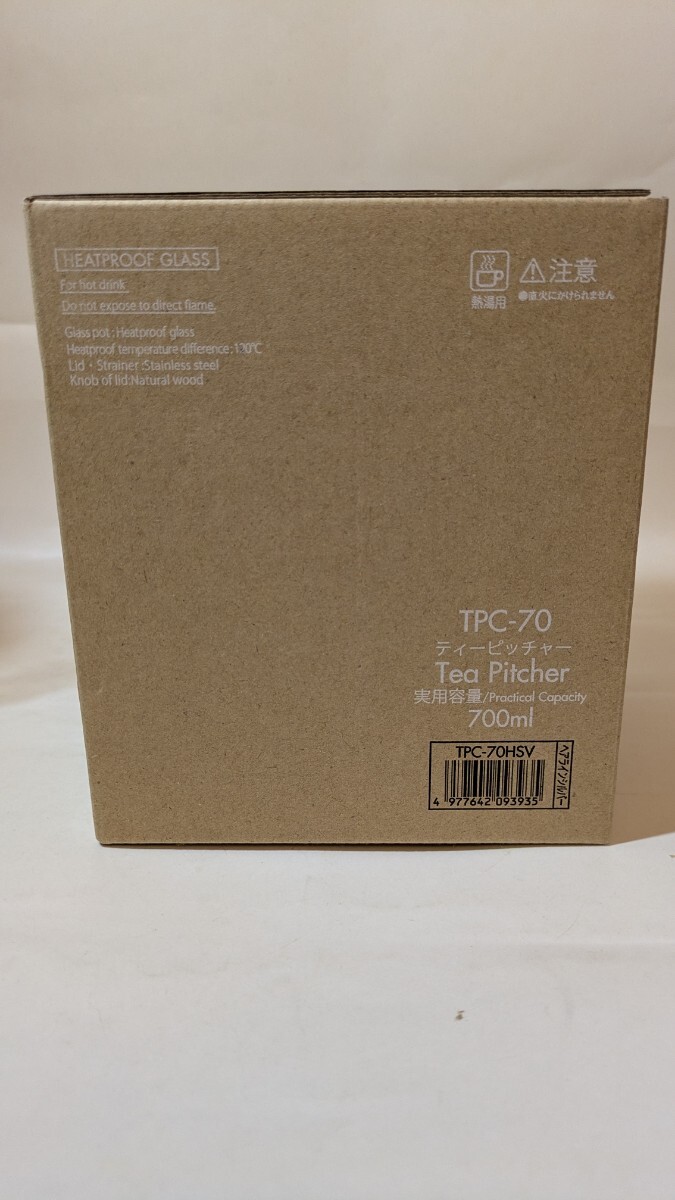 HEATPROOF GLASS
For hot drink
Do not expose to direct flame.
Glass pot : Heatproof glass
Heatproof temperature difference : 130℃
Lid・Strainer :Stainless steel
Knob of lid:Natural wood
熱湯用
⚠注意
●直火にかけられません
TPC-70
ティーピッチャー
Tea Pitcher
実用容量/Practical Capacity
700ml
TPC-70HSV
4 977642 093935
ヘアラインシルバー